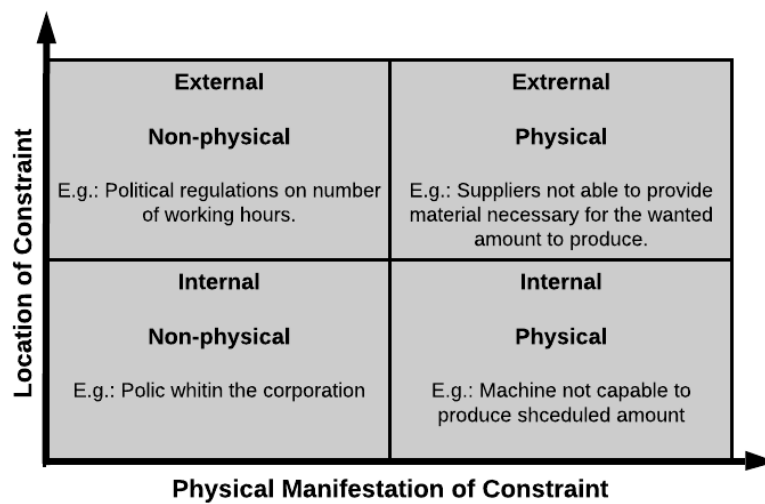 External
Non-physical
E.g.: Political regulations on number
of working hours.
Extrernal
Physical
E.g.: Suppliers not able to provide
material necessary for the wanted
amount to produce.
Internal
Non-physical
E.g.: Polic whitin the corporation
Internal
Physical
E.g.: Machine not capable to
produce shceduled amount
Location of Constraint
Physical Manifestation of Constraint